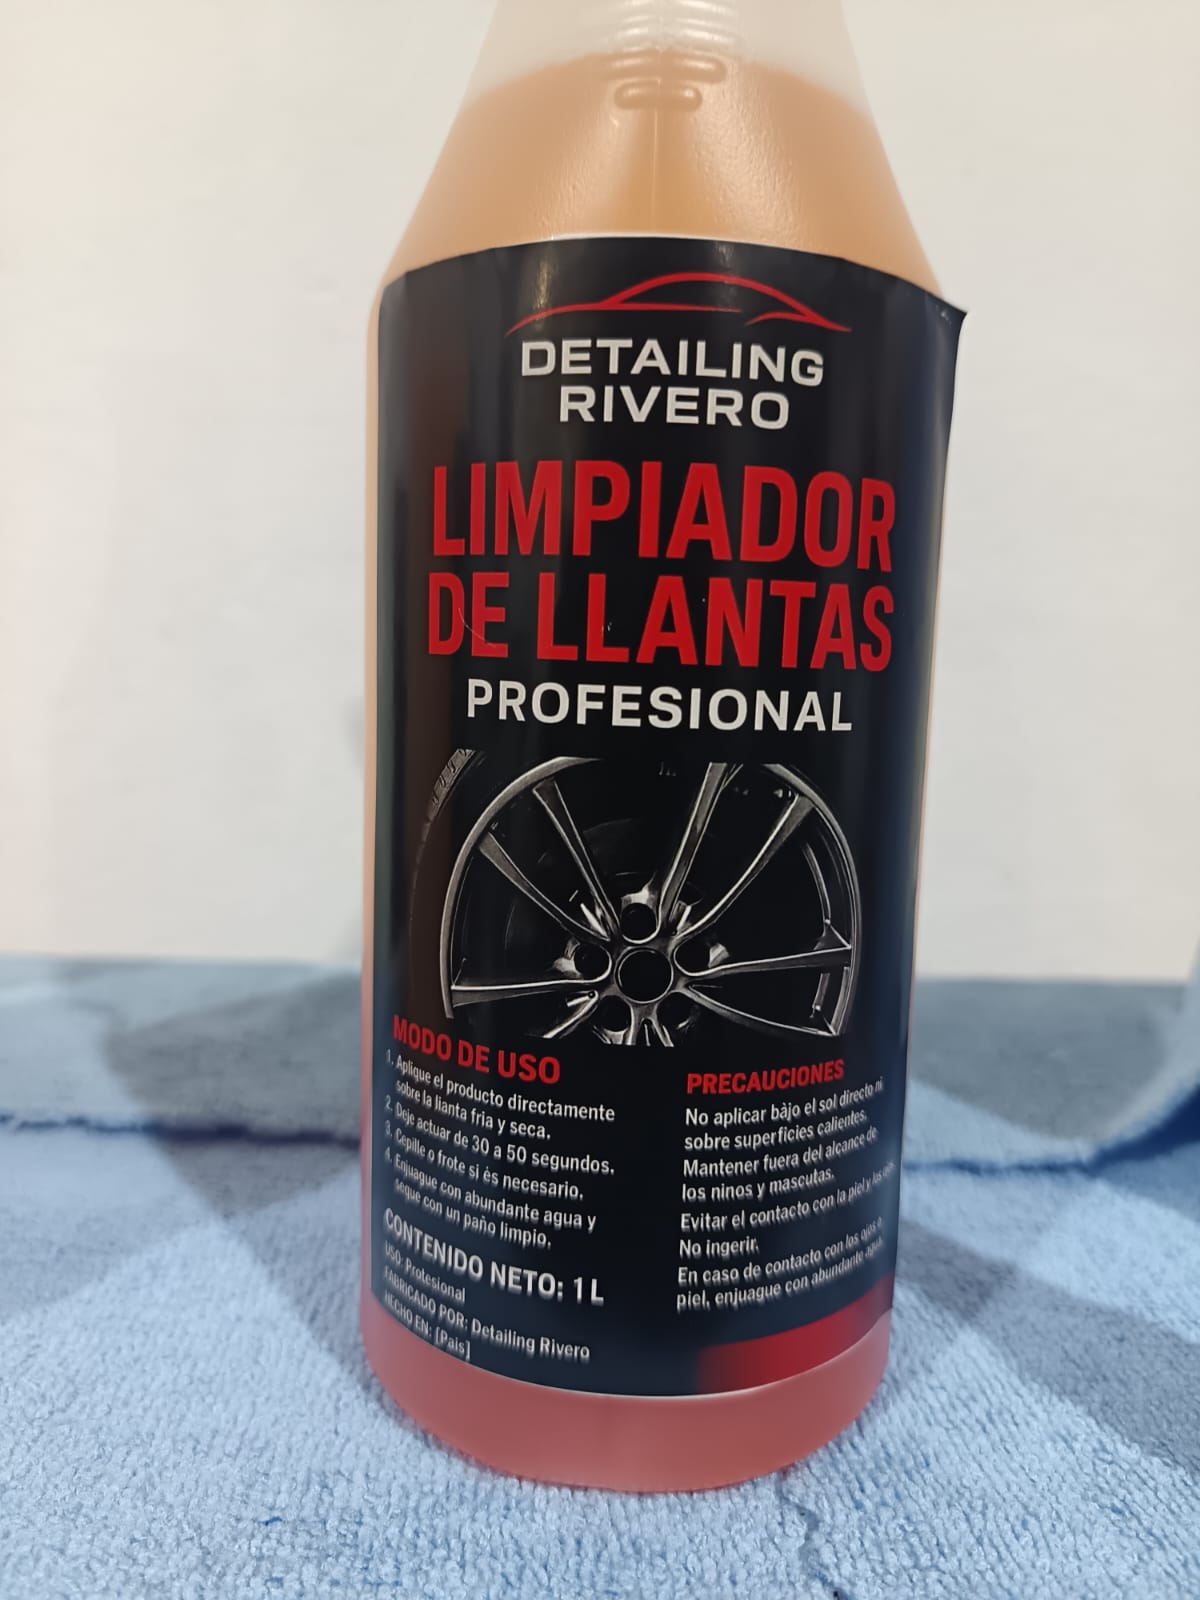 DETAILING
RIVERO
LIMPIADOR
DE LLANTAS
PROFESIONAL
MODO DE USO
1. Aplique el producto directamente
sobre la llanta fria y seca.
2. Deje actuar de 30 a 50 segundos.
3. Cepille o frote si es necesario.
4. Enjuague con abundante agua y
seque con un paño limpio.
CONTENIDO NETO: 1 L
USO: Profesional
FABRICADO POR: Detailing Rivero
HECHO EN: [Pais]
PRECAUCIONES
No aplicar bajo el sol directo ni
sobre superficies calientes.
Mantener fuera del alcance de
los ninos y mascutas.
Evitar el contacto con la piel y los ojos
No ingerir.
En caso de contacto con los ojos o
piel, enjuague con abundante agua.